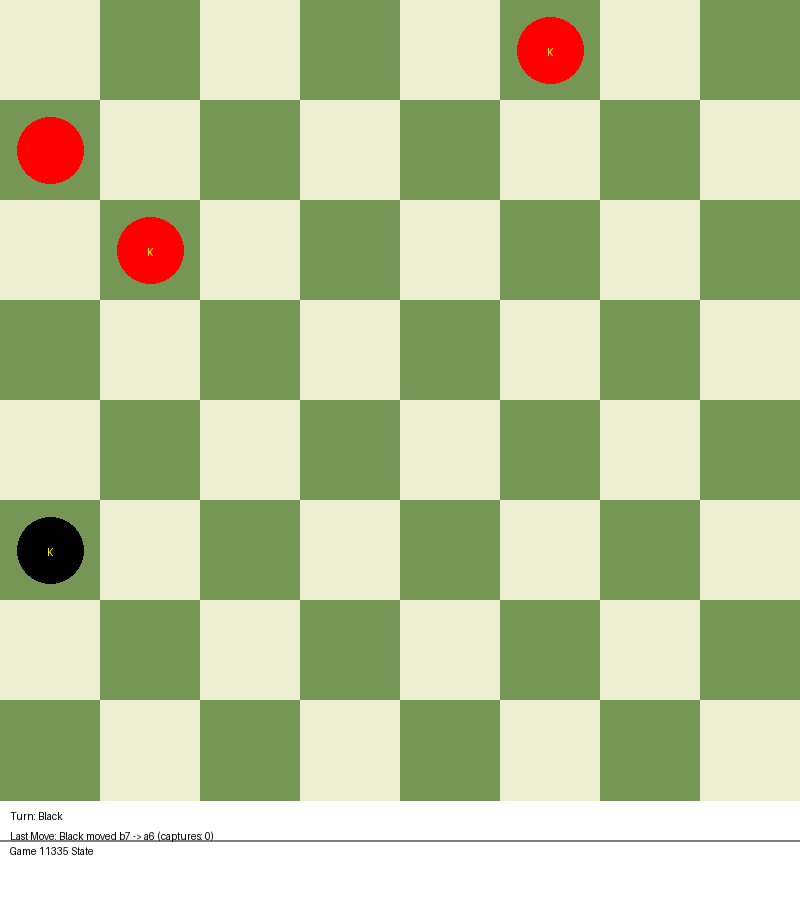 K
K
K
Turn: Black
Last Move: Black moved b7 -> a6 (captures: 0)
Game 11335 State